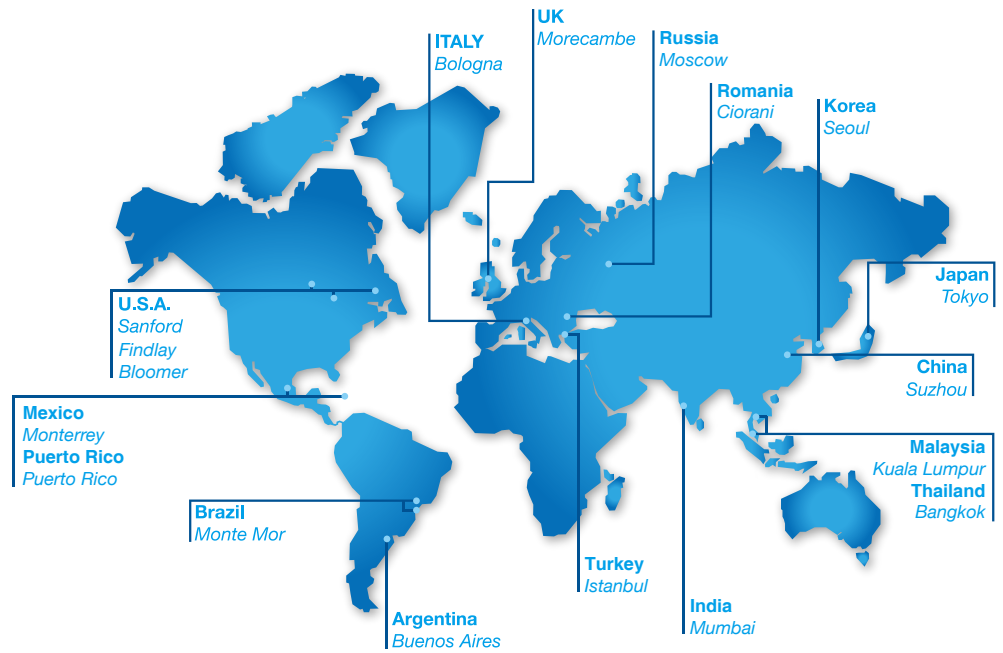 UK
Morecambe
ITALY
Bologna
Russia
Moscow
Romania
Ciorani
Korea
Seoul
Japan
Tokyo
U.S.A.
Sanford
Findlay
Bloomer
China
Suzhou
Mexico
Monterrey
Puerto Rico
Puerto Rico
Malaysia
Kuala Lumpur
Thailand
Bangkok
Brazil
Monte Mor
Turkey
Istanbul
India
Mumbai
Argentina
Buenos Aires